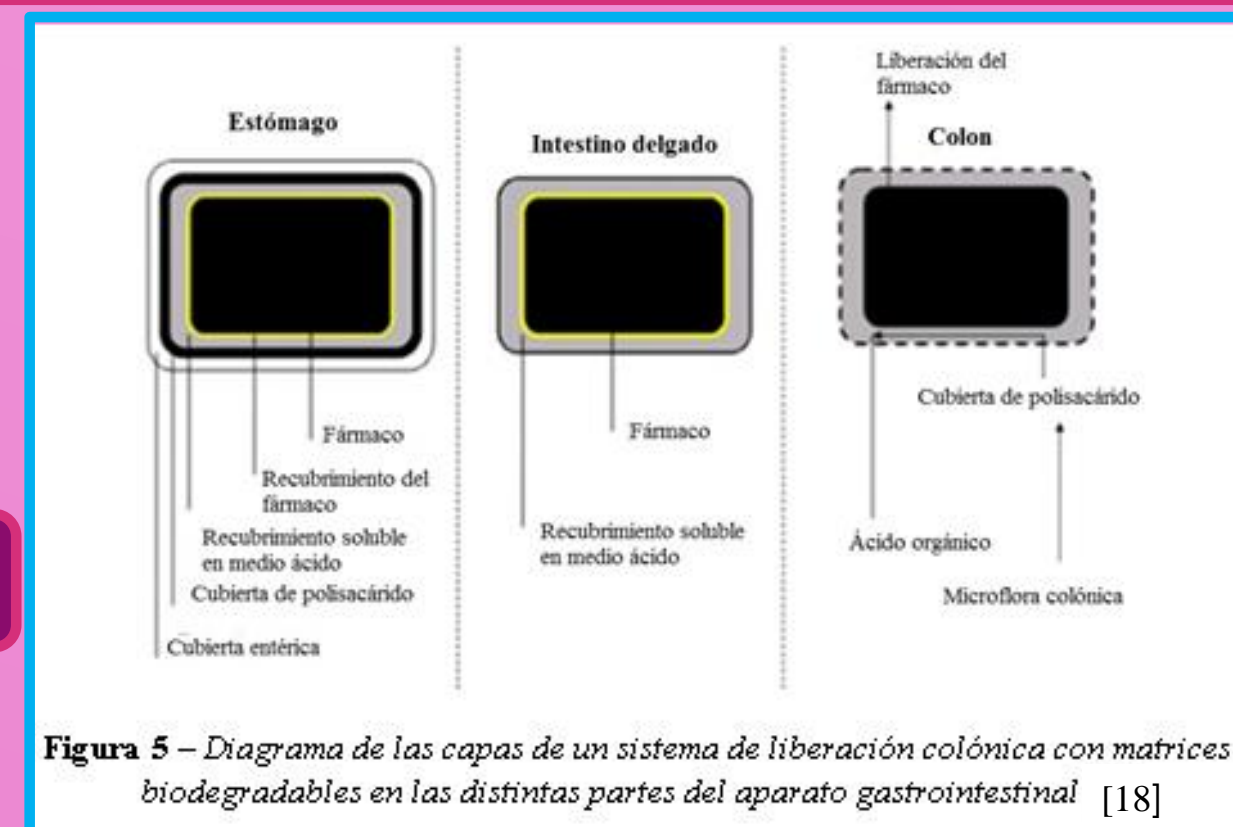 Estómago
Fármaco
Recubrimiento del
fármaco
Recubrimiento soluble
en medio ácido
Cubierta de polisacárido
Cubierta entérica
Intestino delgado
Fármaco
Recubrimiento soluble
en medio ácido
Liberación del
fármaco
Colon
Cubierta de polisacárido
Ácido orgánico
Microflora colónica
Figura 5 – Diagrama de las capas de un sistema de liberación colónica con matrices
biodegradables en las distintas partes del aparato gastrointestinal [18]